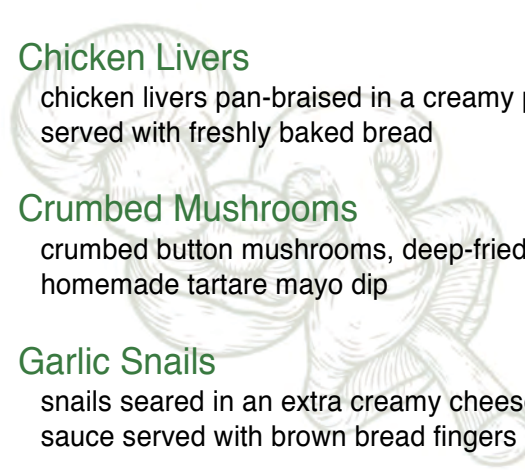 Chicken Livers
chicken livers pan-braised in a creamy
served with freshly baked bread
Crumbed Mushrooms
crumbed button mushrooms, deep-fried
homemade tartare mayo dip
Garlic Snails
snails seared in an extra creamy
sauce served with brown bread fingers